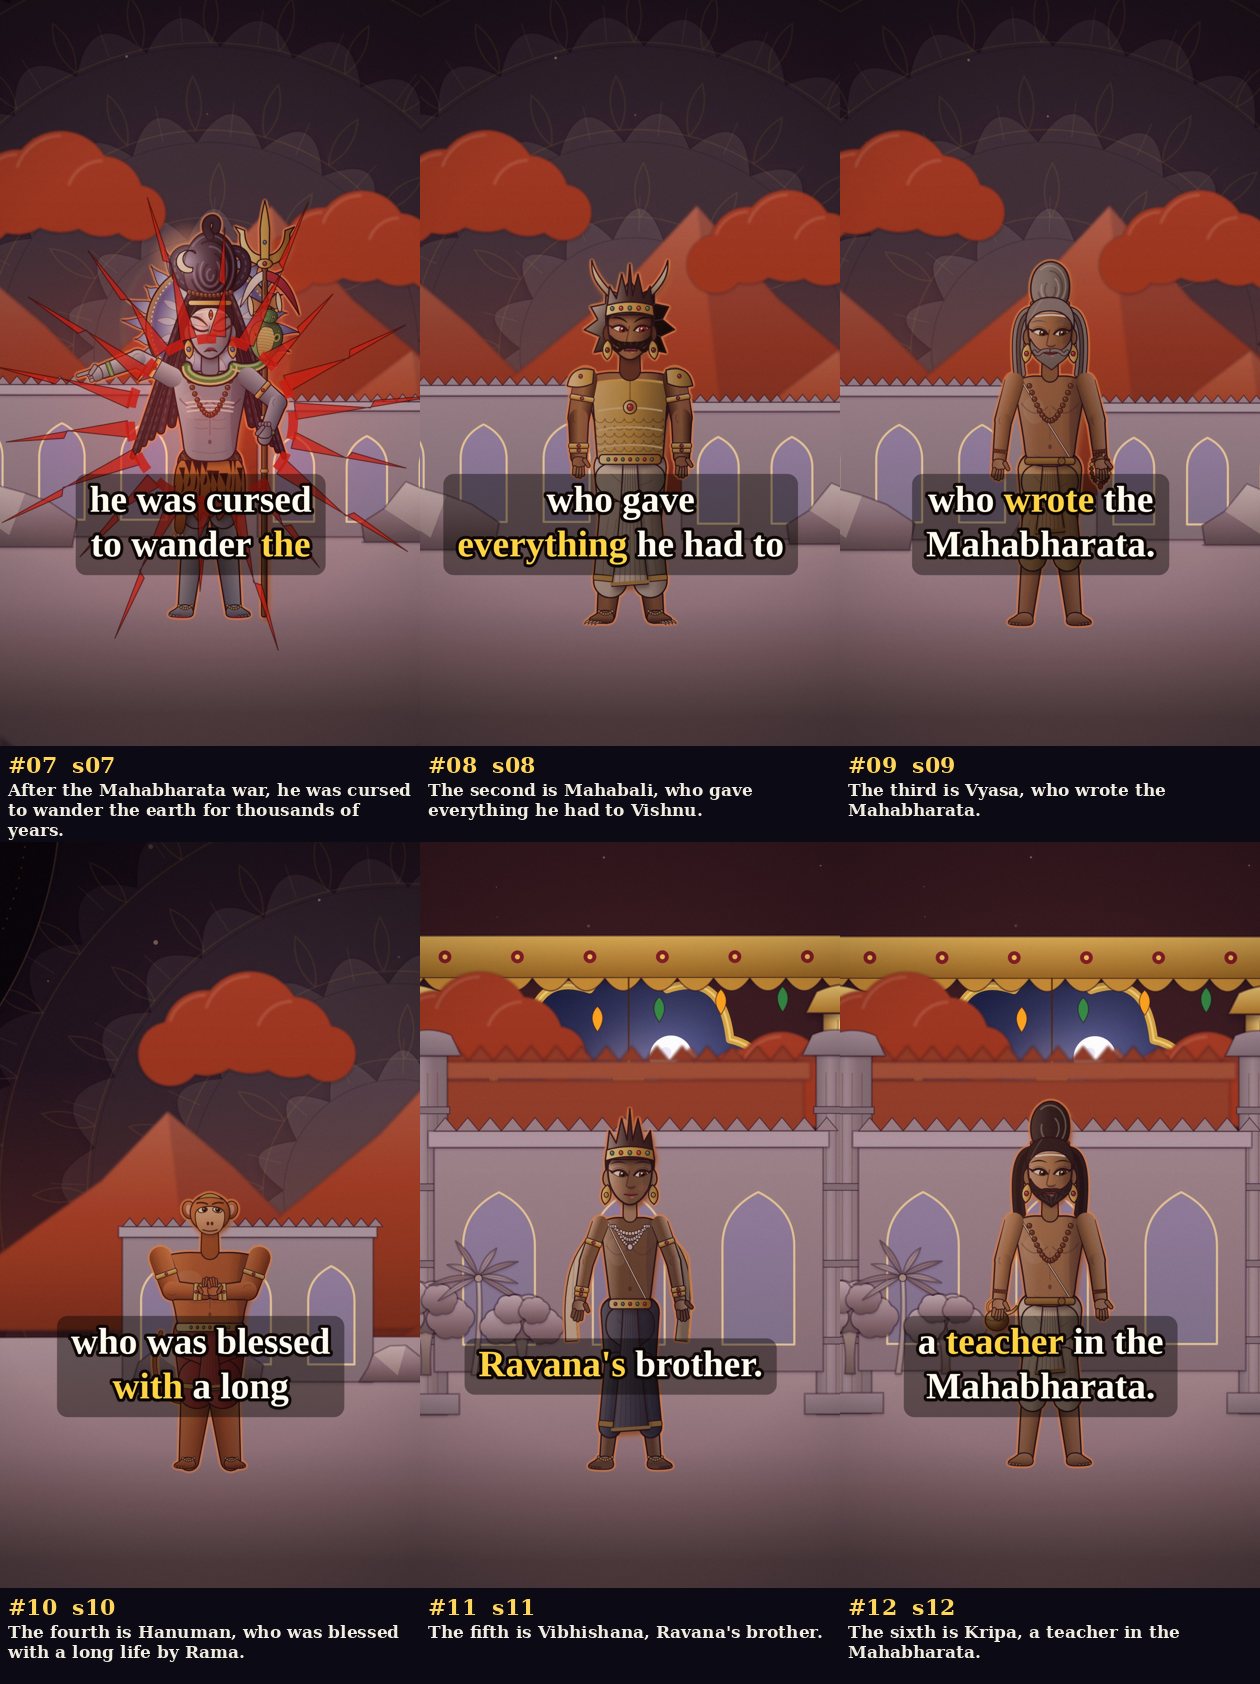 he was cursed
to wander the
who gave
everything he had to
who wrote the
Mahabharata.
#07 s07
After the Mahabharata war, he was cursed
to wander the earth for thousands of
years.
#08 s08
The second is Mahabali, who gave
everything he had to Vishnu.
#09 s09
The third is Vyasa, who wrote the
Mahabharata.
who was blessed
with a long
Ravana's brother.
a teacher in the
Mahabharata.
#10 s10
The fourth is Hanuman, who was blessed
with a long life by Rama.
#11 s11
The fifth is Vibhishana, Ravana's brother.
#12 s12
The sixth is Kripa, a teacher in the
Mahabharata.